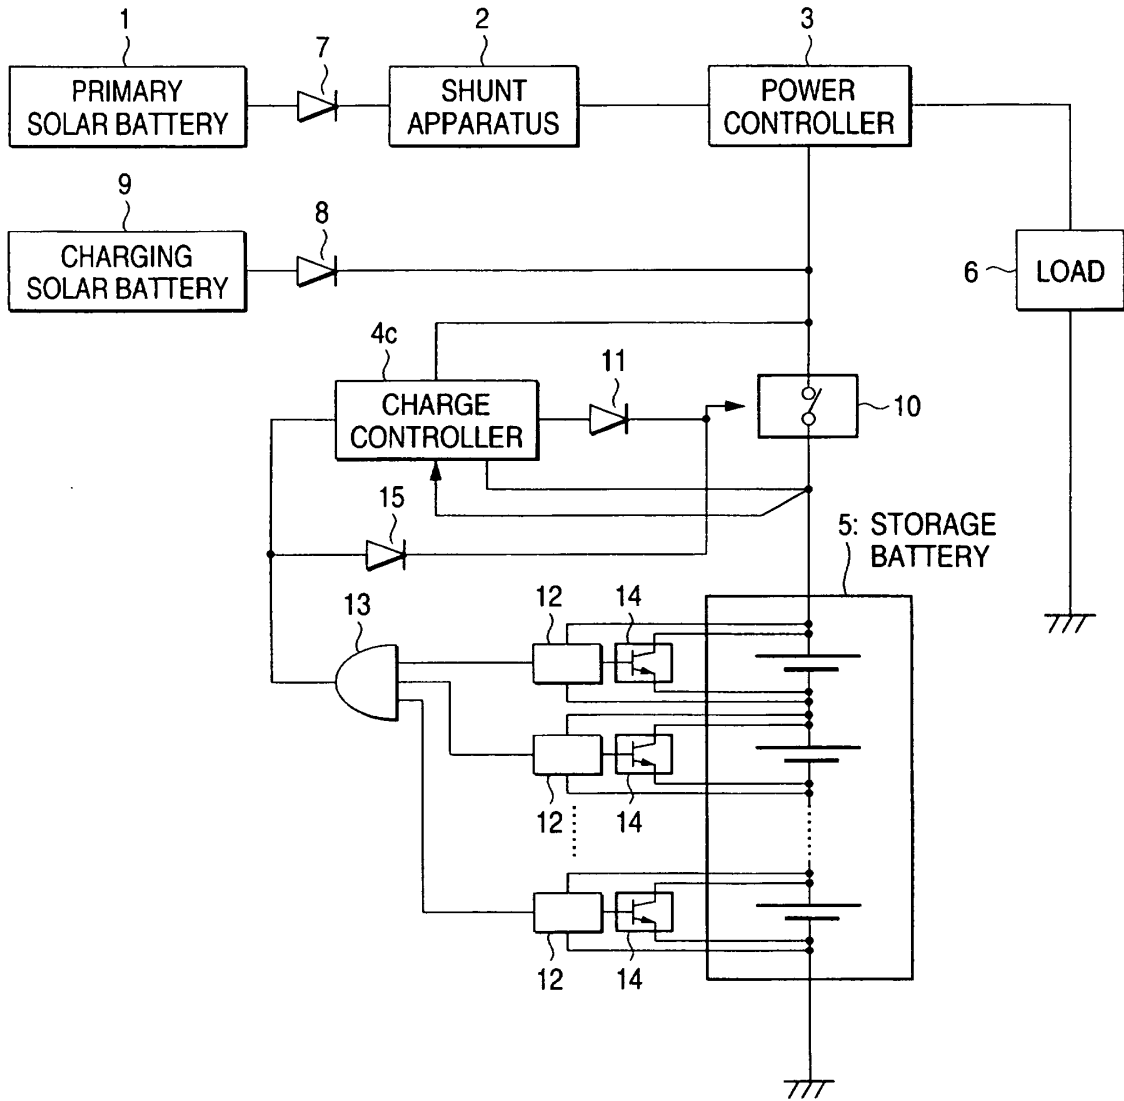 1
7
2
3
PRIMARY
SOLAR BATTERY
SHUNT
APPARATUS
POWER
CONTROLLER
9
8
CHARGING
SOLAR BATTERY
6
LOAD
4c
11
CHARGE
CONTROLLER
10
15
5: STORAGE
BATTERY
13
12
14
12
14
12
14